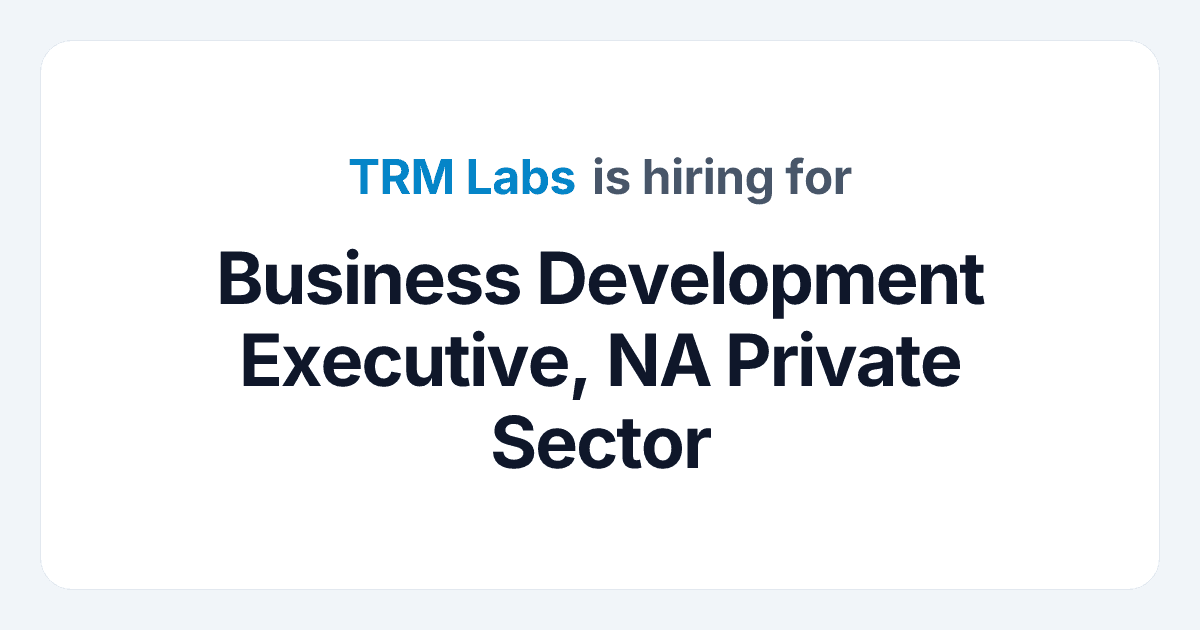 TRM Labs is hiring for
Business Development
Executive, NA Private
Sector